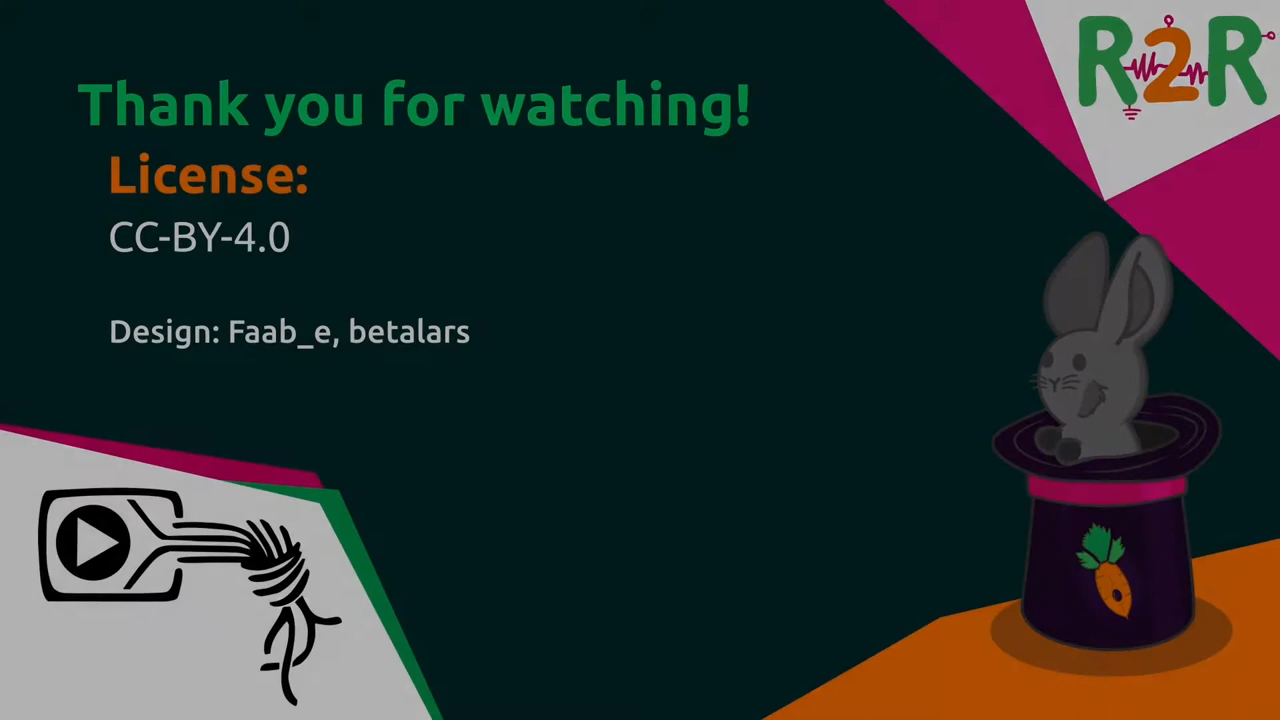 R2R
Thank you for watching!
License:
CC-BY-4.0
Design: Faab_e, betalars